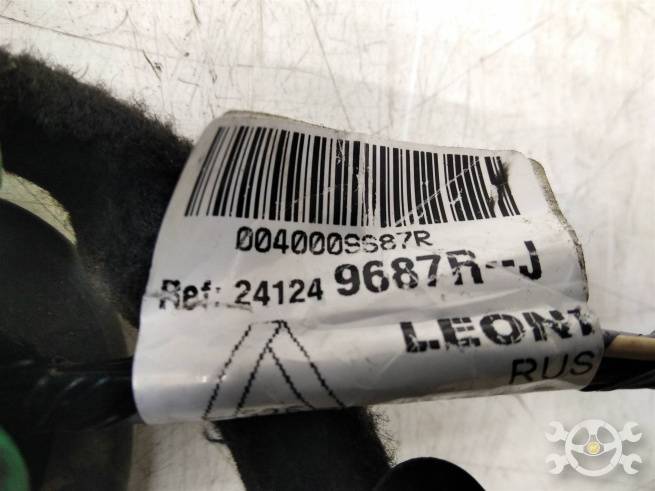 0040009687R
Ref: 24124 9687R--J
LEONI
RUS